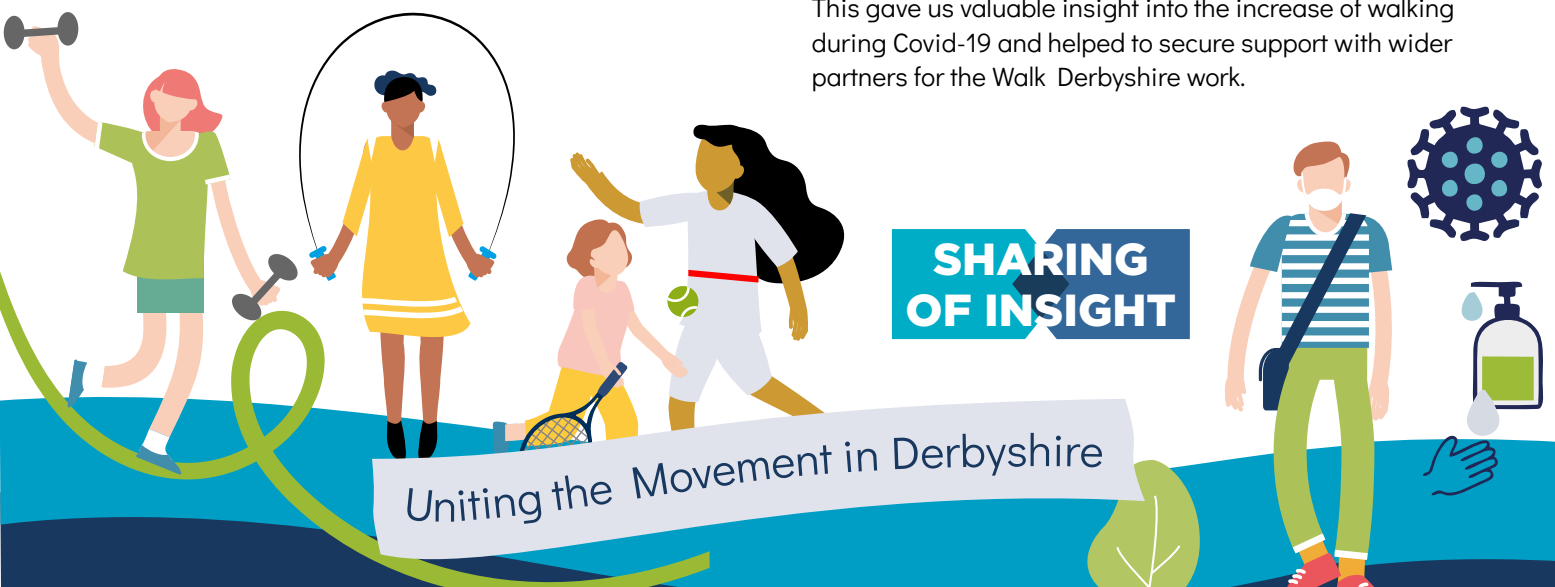 This gave us valuable insight into the increase of walking
during Covid-19 and helped to secure support with wider
partners for the Walk Derbyshire work.
SHARING
OF INSIGHT
Uniting the Movement in Derbyshire